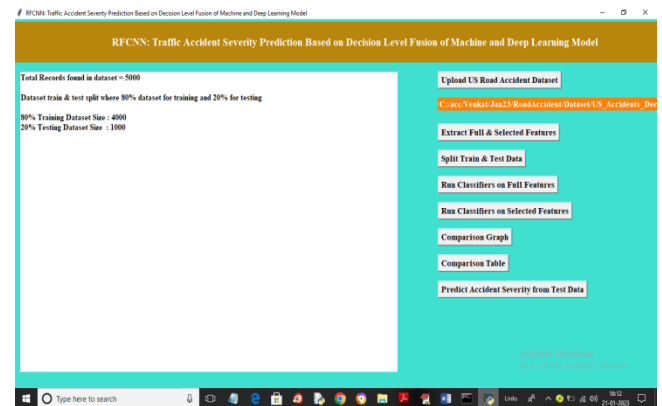 RFCNN: Traffic Accident Severity Prediction Based on Decision Level Fusion of Machine and Deep Learning Model
RFCNN: Traffic Accident Severity Prediction Based on Decision Level Fusion of Machine and Deep Learning Model
Total Records found in dataset = 5000
Dataset train & test split where 80% dataset for training and 20% for testing
80% Training Dataset Size : 4000
20% Testing Dataset Size : 1000
Upload US Road Accident Dataset
C:/acc/Venkat/Jan23/RoadAccident/Dataset/US_Accidents_Dec
Extract Full & Selected Features
Split Train & Test Data
Run Classifiers on Full Features
Run Classifiers on Selected Features
Comparison Graph
Comparison Table
Predict Accident Severity from Test Data
Activate Windows
Type here to search
Links
16:12
21-01-2023